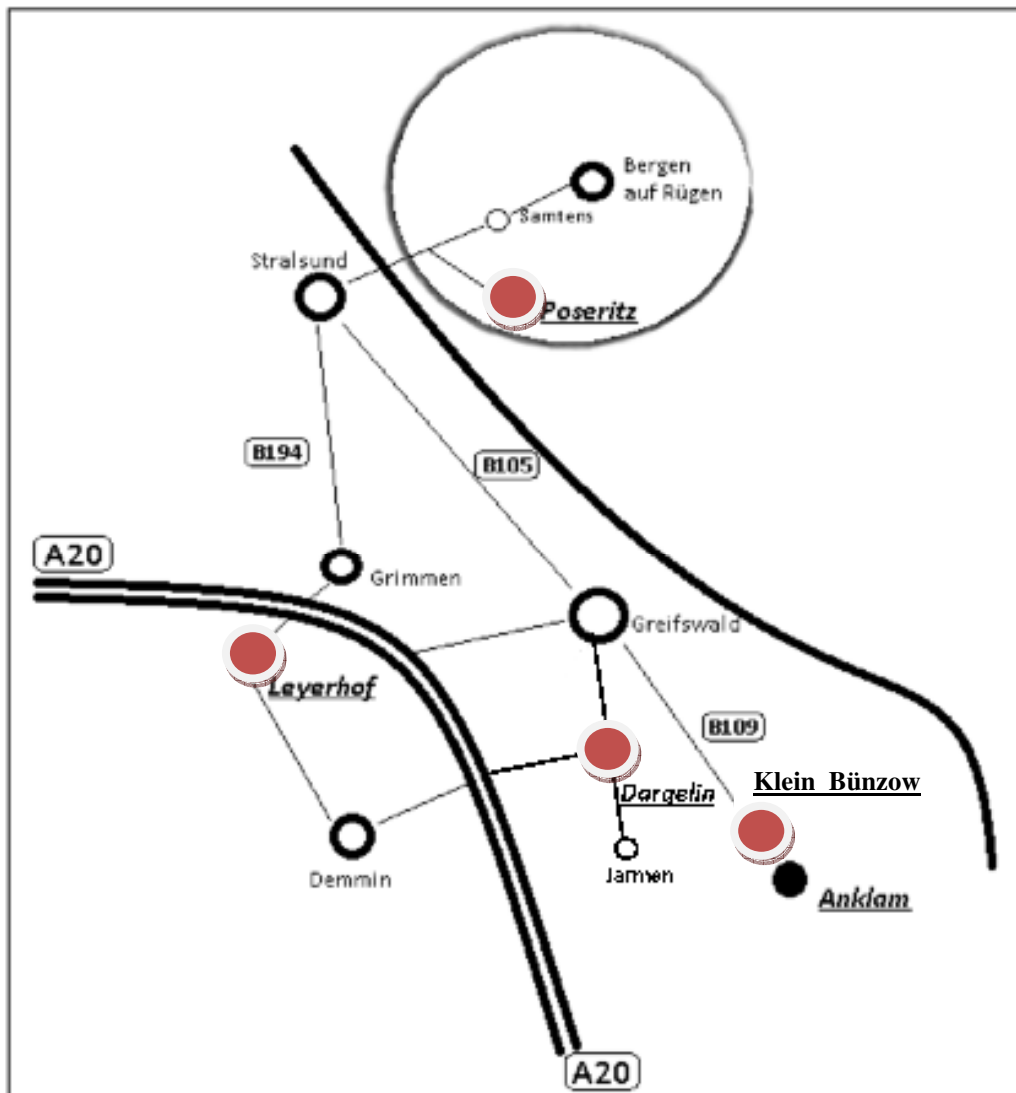 Bergen
auf Rügen
Samtens
Stralsund
Poseritz
B194
B105
A20
Grimmen
Greifswald
Leyerhof
B109
Klein Bünzow
Dargelin
Jarmen
Demmin
Anklam
A20